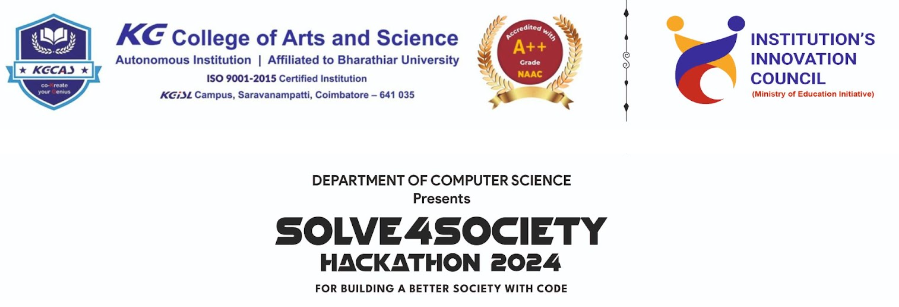 KGCAS
co-create
your Genius
KG College of Arts and Science
Autonomous Institution | Affiliated to Bharathiar University
ISO 9001-2015 Certified Institution
KGiSL Campus, Saravanampatti, Coimbatore – 641 035
Accredited with
A++
Grade
NAAC
INSTITUTION'S
INNOVATION
COUNCIL
(Ministry of Education Initiative)
DEPARTMENT OF COMPUTER SCIENCE
Presents
SOLVE4SOCIETY
HACKATHON 2024
FOR BUILDING A BETTER SOCIETY WITH CODE